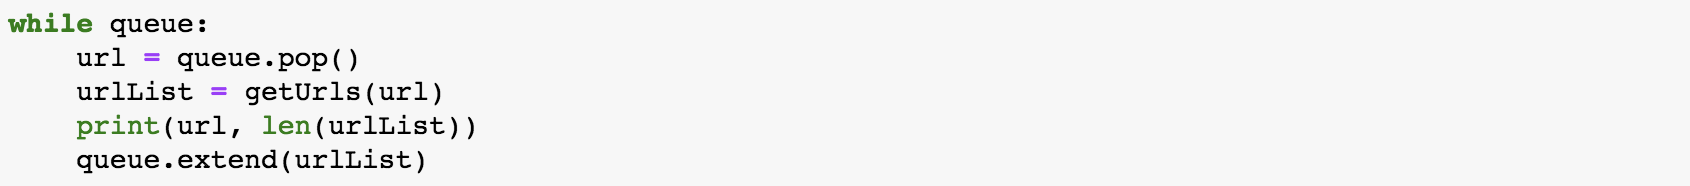 while queue:
    url = queue.pop()
    urlList = getUrls(url)
    print(url, len(urlList))
    queue.extend(urlList)